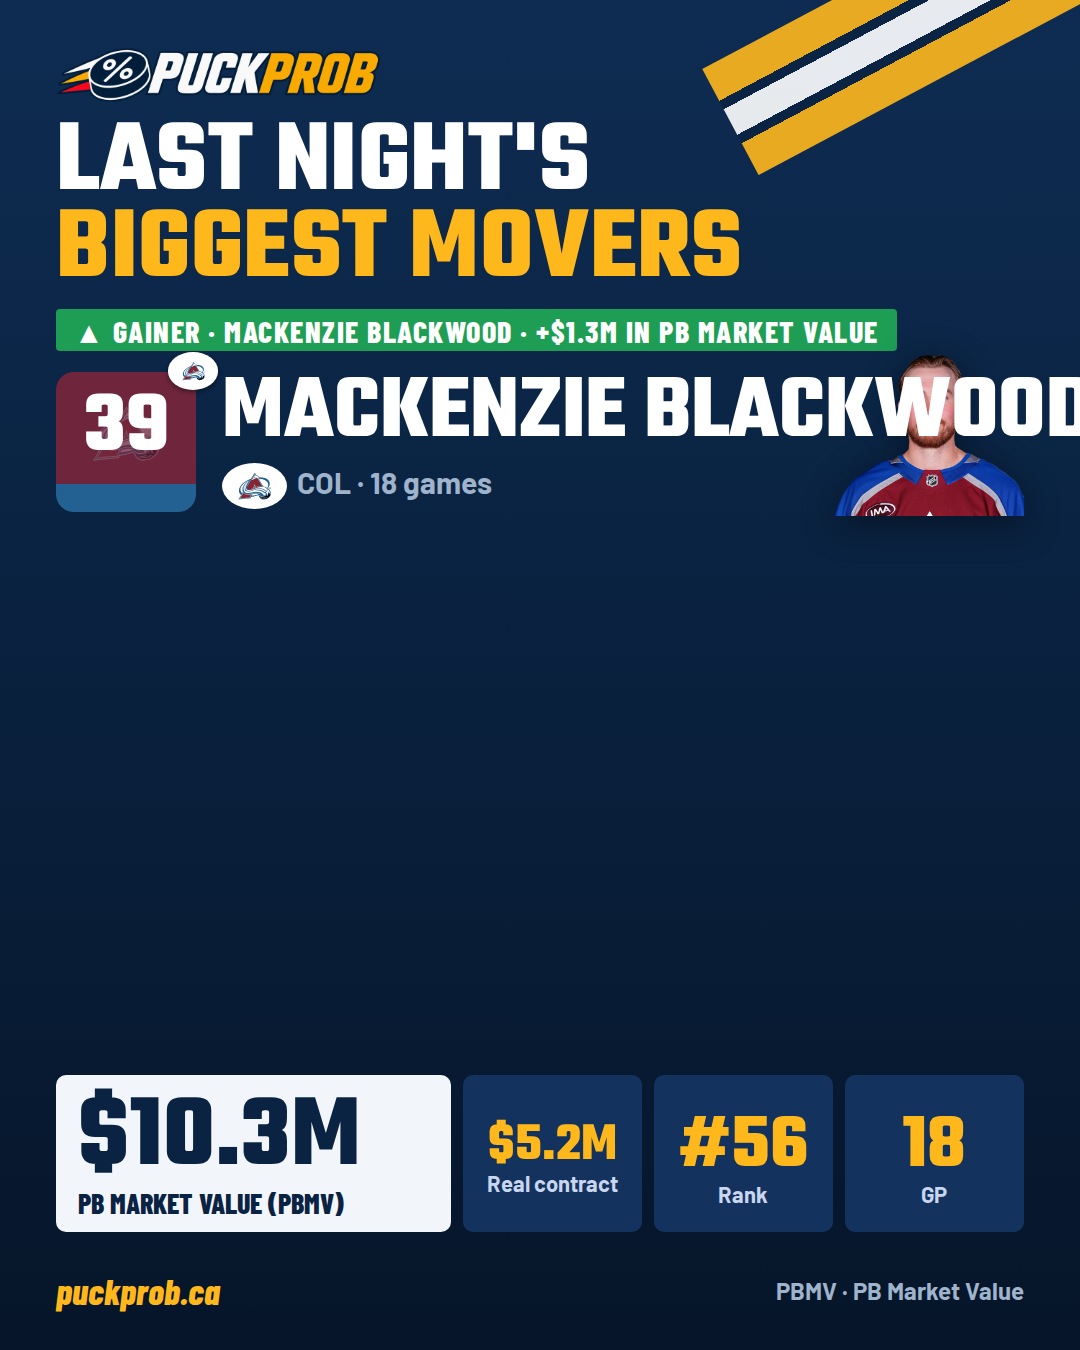 % PUCKPROB
LAST NIGHT'S
BIGGEST MOVERS
▲ GAINER · MACKENZIE BLACKWOOD · +$1.3M IN PB MARKET VALUE
39
MACKENZIE BLACKWOOD
COL · 18 games
IMA
$10.3M
PB MARKET VALUE (PBMV)
$5.2M
Real contract
#56
Rank
18
GP
puckprob.ca
PBMV · PB Market Value